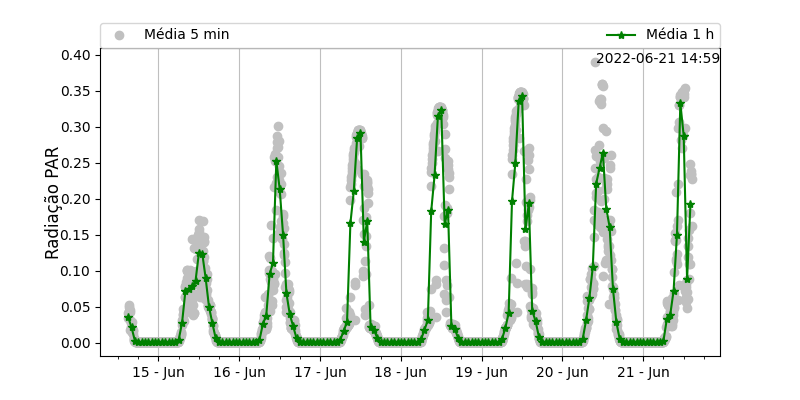 Média 5 min
Média 1 h
2022-06-21 14:59
0.40
0.35
0.30
0.25
0.20
0.15
0.10
0.05
0.00
Radiação PAR
15 - Jun
16 - Jun
17 - Jun
18 - Jun
19 - Jun
20 - Jun
21 - Jun